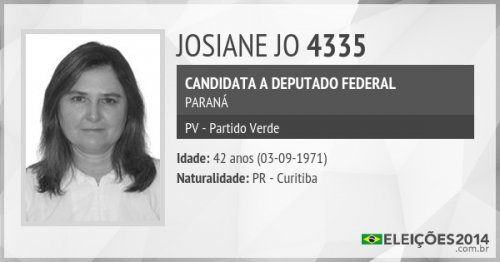 JOSIANE JO 4335
CANDIDATA A DEPUTADO FEDERAL
PARANÁ
PV - Partido Verde
Idade: 42 anos (03-09-1971)
Naturalidade: PR - Curitiba
ELEIÇÕES2014
.com.br